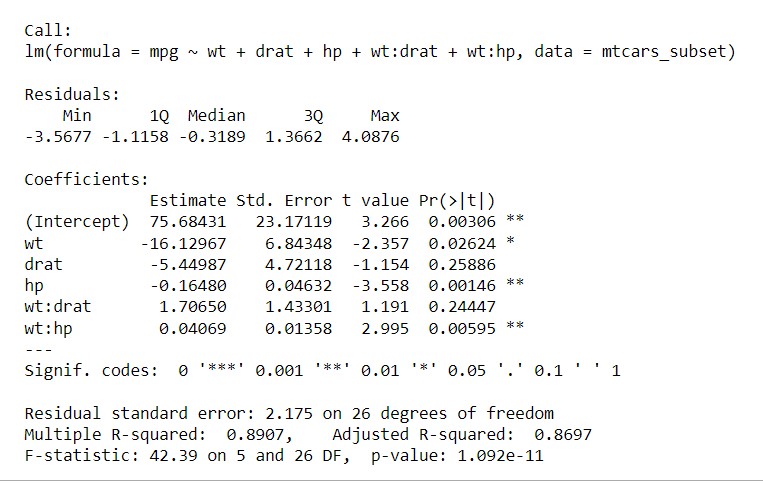 Call:
lm(formula = mpg ~ wt + drat + hp + wt:drat + wt:hp, data = mtcars_subset)
Residuals:
Min 1Q Median 3Q Max
-3.5677 -1.1158 -0.3189 1.3662 4.0876
Coefficients:
Estimate Std. Error t value Pr(>|t|)
(Intercept) 75.68431 23.17119 3.266 0.00306 **
wt -16.12967 6.84348 -2.357 0.02624 *
drat -5.44987 4.72118 -1.154 0.25886
hp -0.16480 0.04632 -3.558 0.00146 **
wt:drat 1.70650 1.43301 1.191 0.24447
wt:hp 0.04069 0.01358 2.995 0.00595 **
---
Signif. codes: 0 '***' 0.001 '**' 0.01 '*' 0.05 '.' 0.1 ' ' 1
Residual standard error: 2.175 on 26 degrees of freedom
Multiple R-squared: 0.8907, Adjusted R-squared: 0.8697
F-statistic: 42.39 on 5 and 26 DF, p-value: 1.092e-11